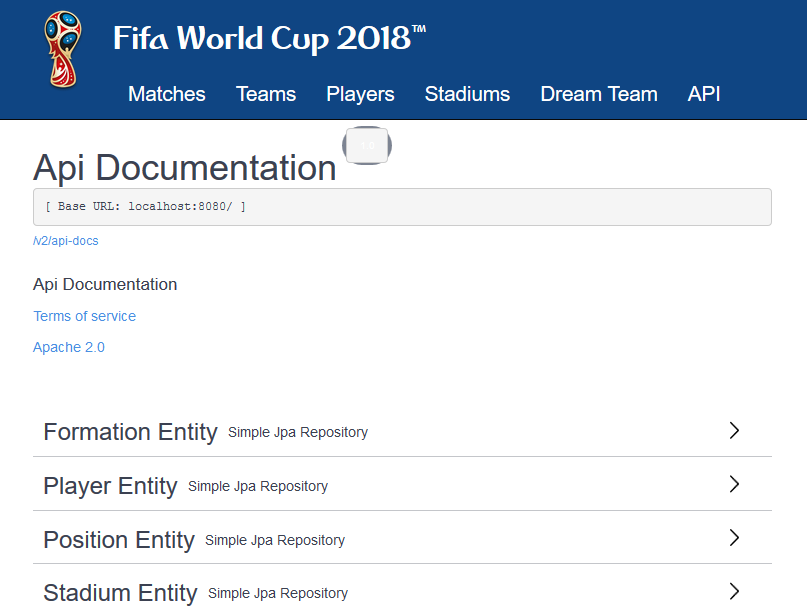 Fifa World Cup 2018™
Matches Teams Players Stadiums Dream Team API
Api Documentation
[ Base URL: localhost:8080/ ]
/v2/api-docs
Api Documentation
Terms of service
Apache 2.0
Formation Entity Simple Jpa Repository
Player Entity Simple Jpa Repository
Position Entity Simple Jpa Repository
Stadium Entity Simple Jpa Repository